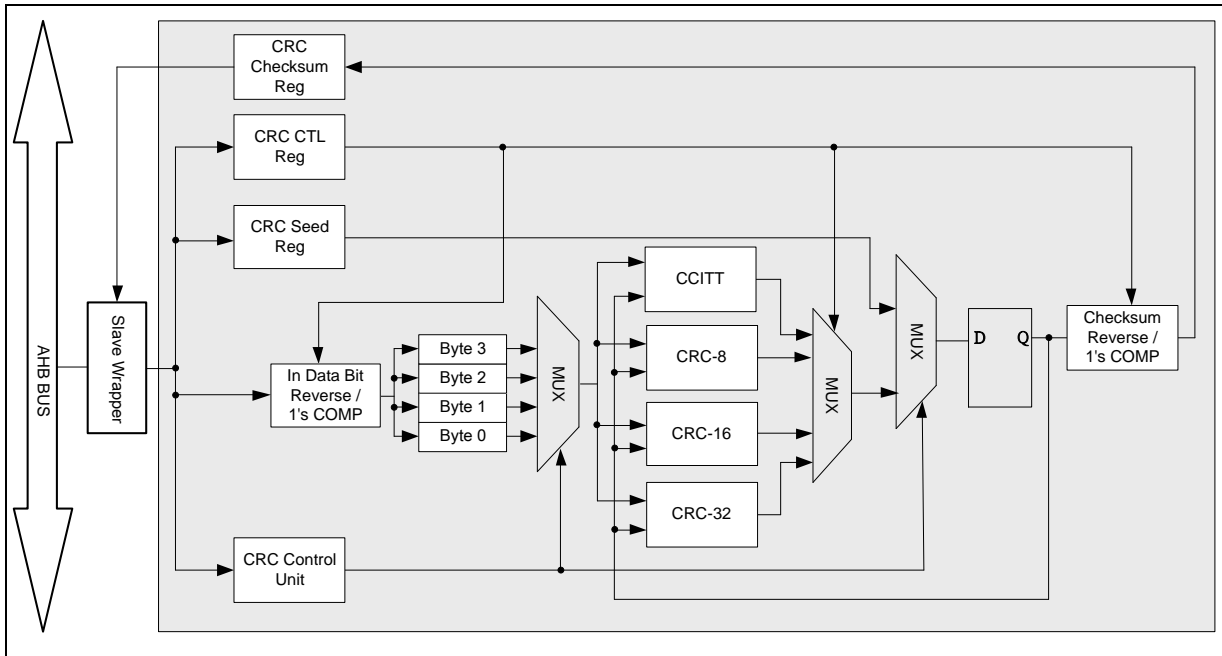 CRC
Checksum
Reg
CRC CTL
Reg
CRC Seed
Reg
AHB BUS
Slave Wrapper
In Data Bit
Reverse /
1's COMP
Byte 3
Byte 2
Byte 1
Byte 0
MUX
CCITT
CRC-8
CRC-16
CRC-32
MUX
MUX
D
Q
Checksum
Reverse /
1's COMP
CRC Control
Unit